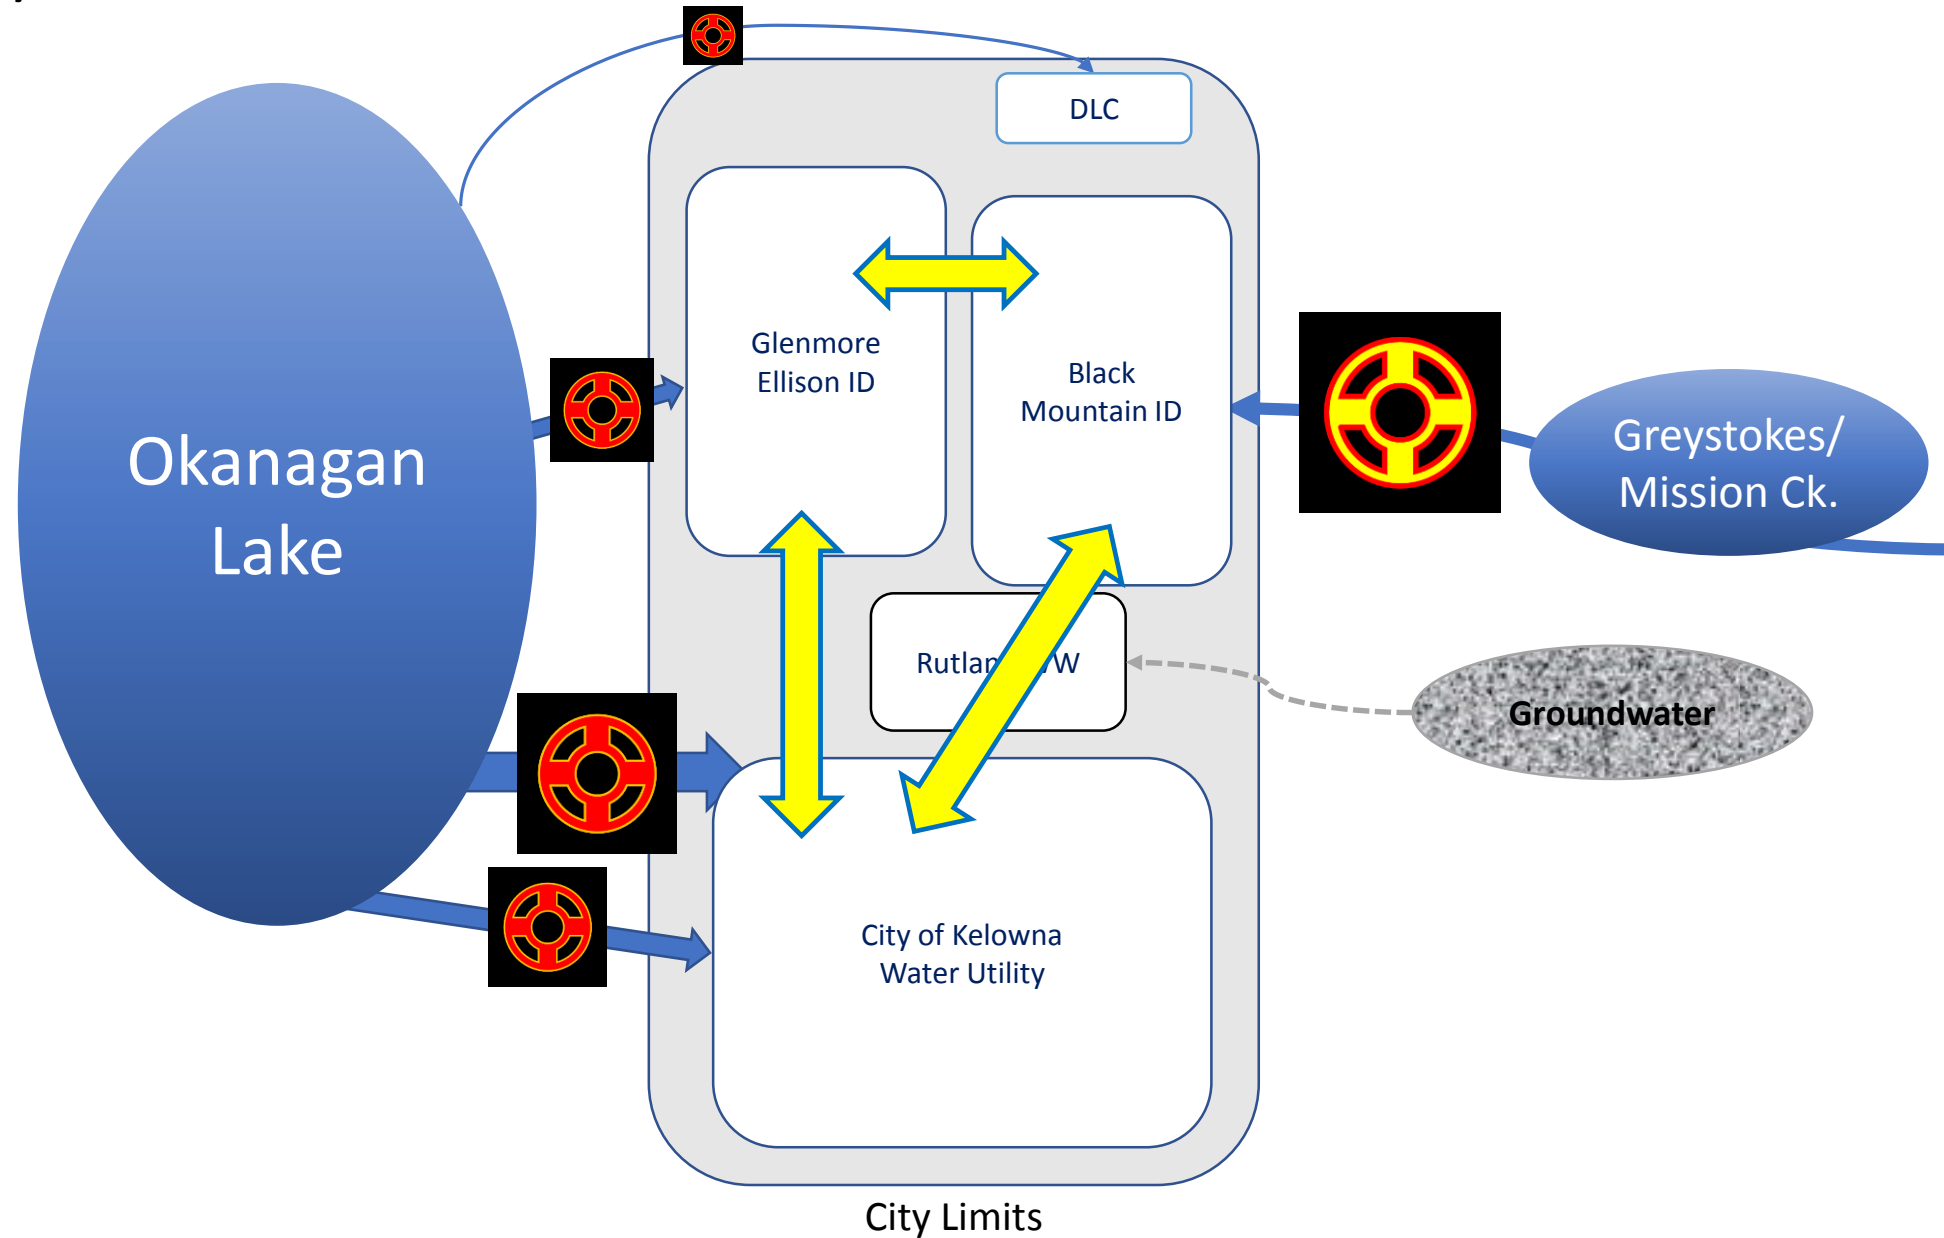 DLC
Glenmore
Ellison ID
Black
Mountain ID
Okanagan
Lake
Greystokes/
Mission Ck.
Groundwater
City of Kelowna
Water Utility
City Limits